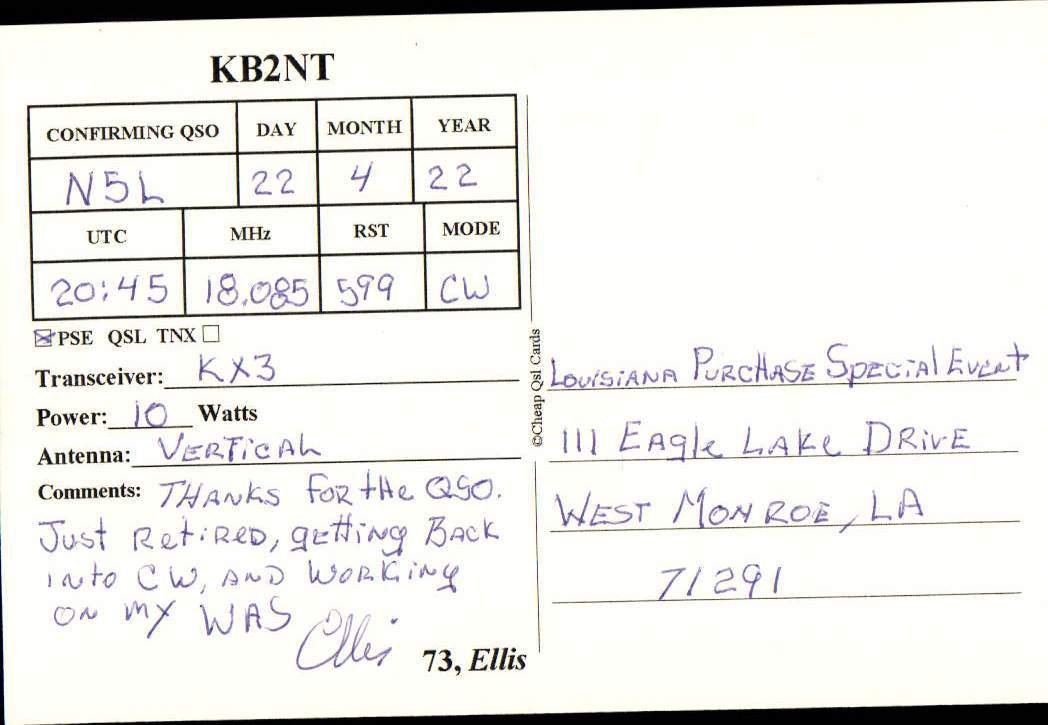 KB2NT
CONFIRMING QSO DAY MONTH YEAR
N5L 22 4 22
UTC MHz RST MODE
20:45 18.085 599 CW
☒ PSE QSL TNX ☐
Transceiver: KX3
Power: 10 Watts
Antenna: VERTICAL
Comments: THANKS FOR THE QSO.
Just RetiRED, gETTing BACK
into CW, AND WORKing
ON MY WAS
Ellis
73, Ellis
©Cheap Qsl Cards
LOUISIANA PURCHASE SPECIAL EVENT
111 EAglE LAKE DRIVE
WEST MONROE, LA
71291